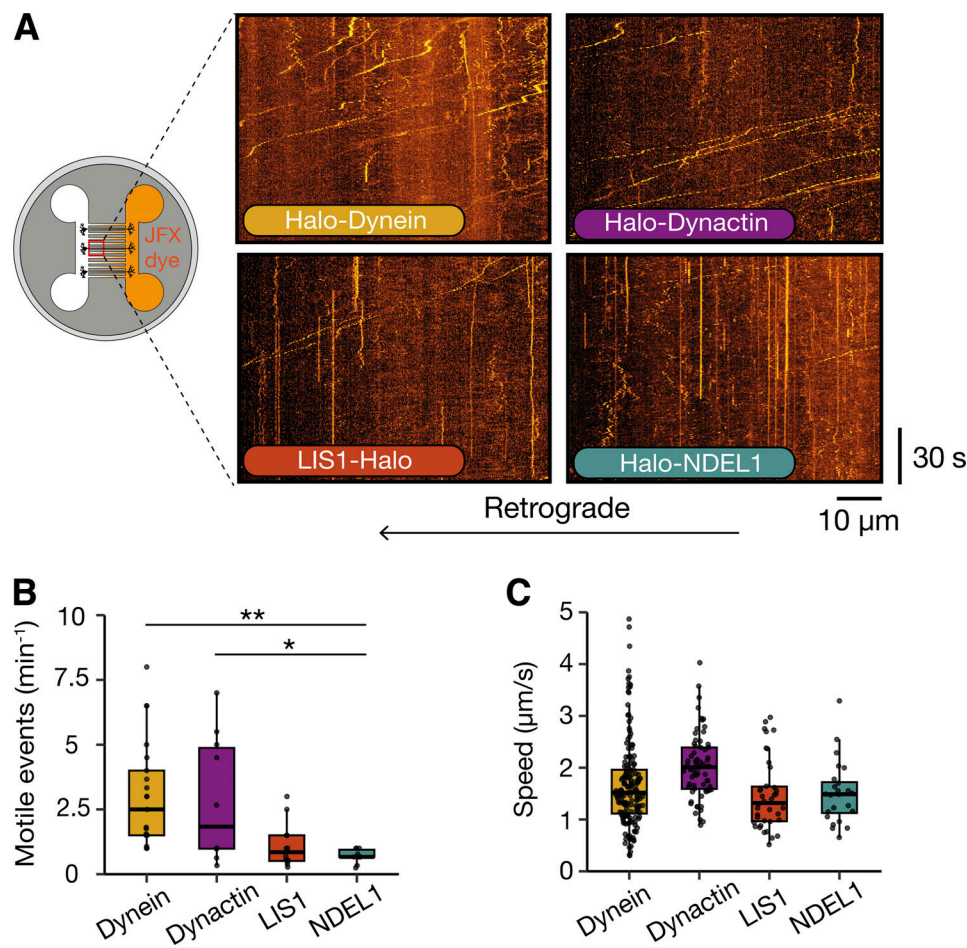 A
JFX
dye
Halo-Dynein
Halo-Dynactin
LIS1-Halo
Halo-NDEL1
30 s
Retrograde
10 µm
B
**
*
Motile events (min⁻¹)
10
7.5
5
2.5
0
Dynein
Dynactin
LIS1
NDEL1
C
Speed (µm/s)
5
4
3
2
1
0
Dynein
Dynactin
LIS1
NDEL1